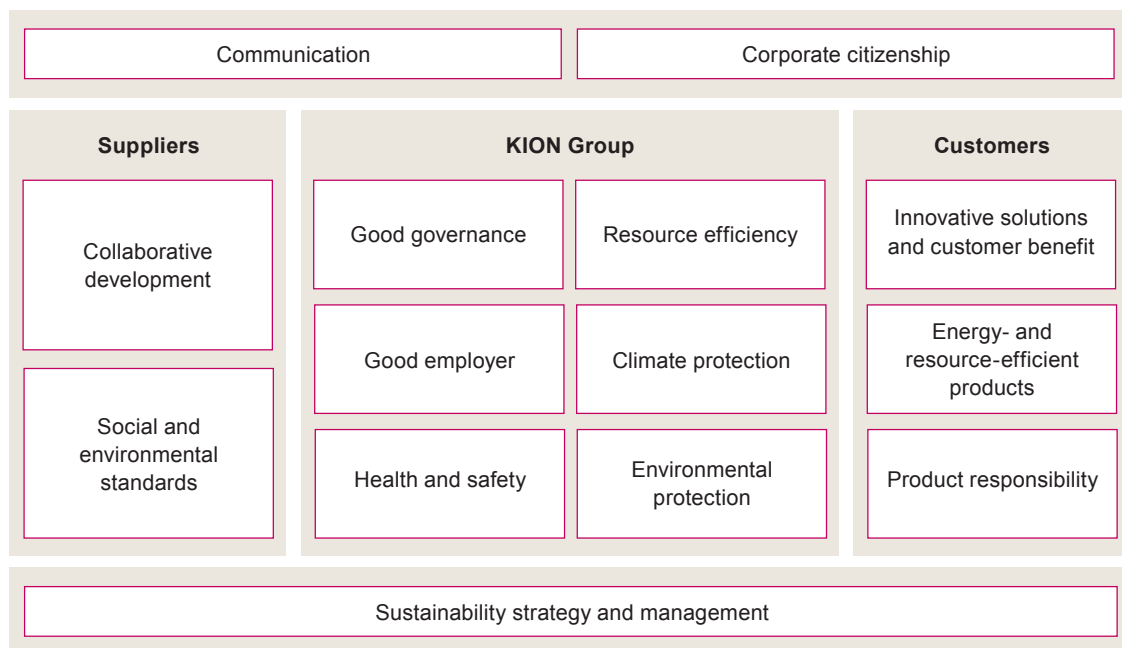 Communication
Corporate citizenship
Suppliers
Collaborative
development
Social and
environmental
standards
KION Group
Good governance
Resource efficiency
Good employer
Climate protection
Health and safety
Environmental
protection
Customers
Innovative solutions
and customer benefit
Energy- and
resource-efficient
products
Product responsibility
Sustainability strategy and management